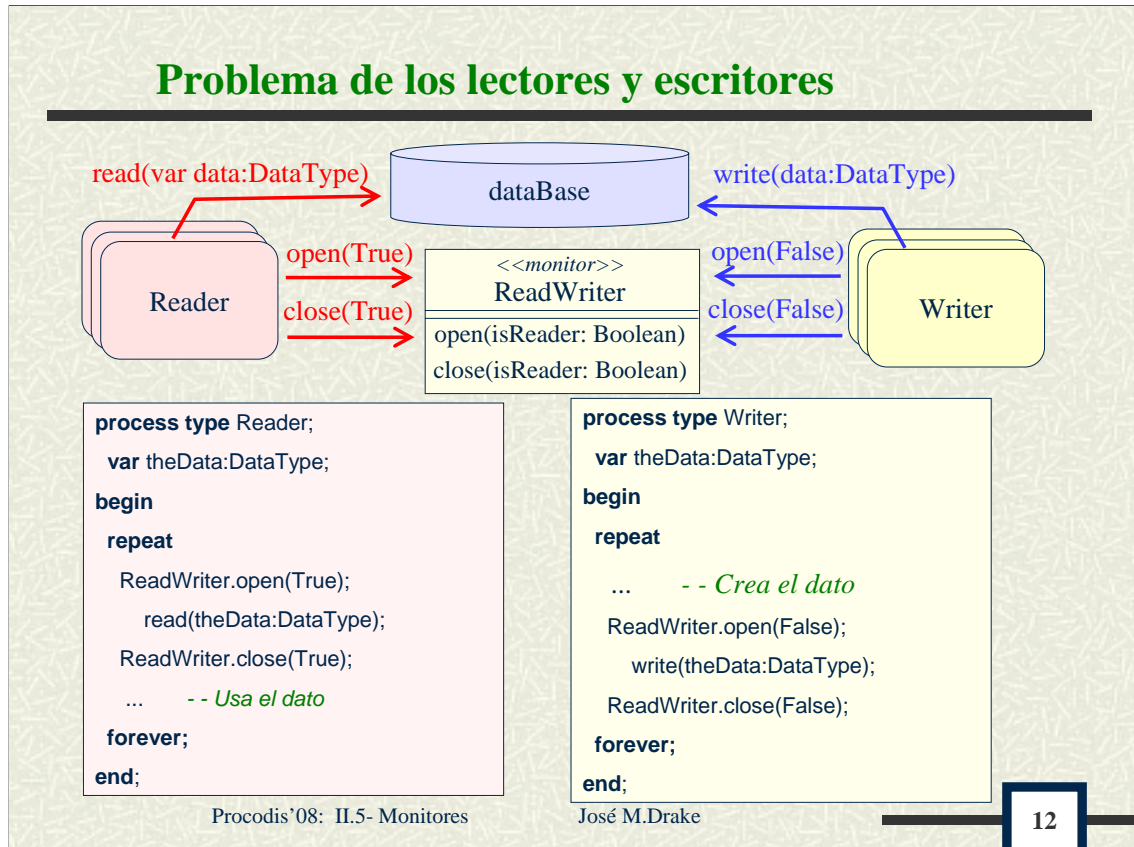 Problema de los lectores y escritores
read(var data:DataType)
dataBase
write(data:DataType)
Reader
open(True)
close(True)
<<monitor>>
ReadWriter
open(isReader: Boolean)
close(isReader: Boolean)
open(False)
close(False)
Writer
process type Reader;
var theData:DataType;
begin
repeat
ReadWriter.open(True);
read(theData:DataType);
ReadWriter.close(True);
... - - Usa el dato
forever;
end;
process type Writer;
var theData:DataType;
begin
repeat
... - - Crea el dato
ReadWriter.open(False);
write(theData:DataType);
ReadWriter.close(False);
forever;
end;
Procodis’08: II.5- Monitores José M.Drake 12